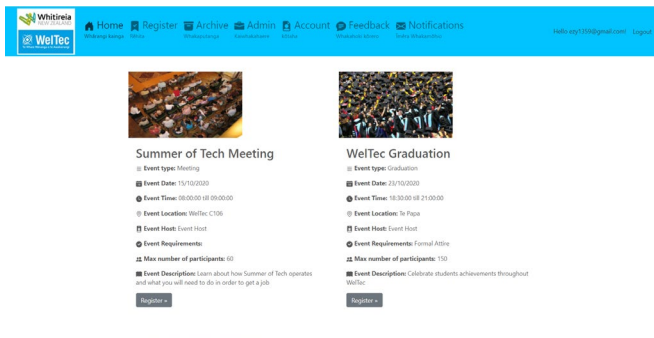 Whitireia
NEW ZEALAND
WelTec
Home Register Archive Admin Account Feedback Notifications
Hello ezy1359@gmail.com! Logout
Summer of Tech Meeting
Event type: Meeting
Event Date: 15/10/2020
Event Time: 08:00:00 till 09:00:00
Event Location: WelTec C106
Event Host: Event Host
Event Requirements:
Max number of participants: 60
Event Description: Learn about how Summer of Tech operates
and what you will need to do in order to get a job
Register »
WelTec Graduation
Event type: Graduation
Event Date: 23/10/2020
Event Time: 18:30:00 till 21:00:00
Event Location: Te Papa
Event Host: Event Host
Event Requirements: Formal Attire
Max number of participants: 150
Event Description: Celebrate students achievements throughout
WelTec
Register »